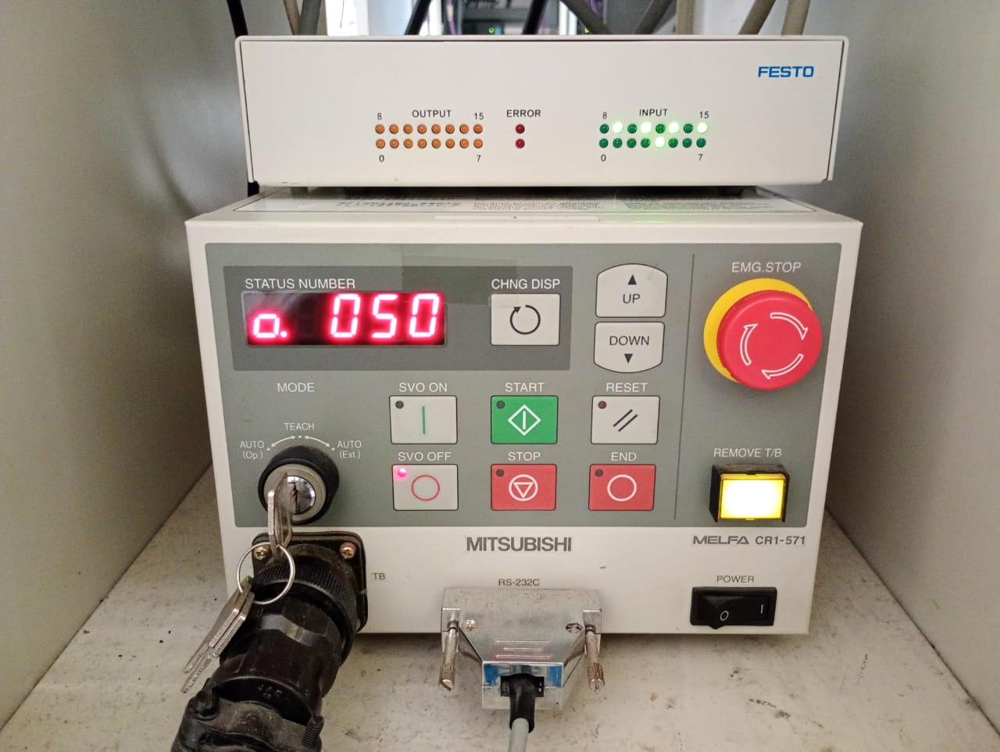 FESTO
OUTPUT ERROR INPUT
8 15 8 15
0 7 0 7
STATUS NUMBER CHNG DISP
o. 050
UP
DOWN
EMG.STOP
MODE
SVO ON START RESET
TEACH
AUTO (Op.) AUTO (Ext.)
SVO OFF STOP END
REMOVE T/B
MITSUBISHI
MELFA CR1-571
TB
RS-232C
POWER
O I